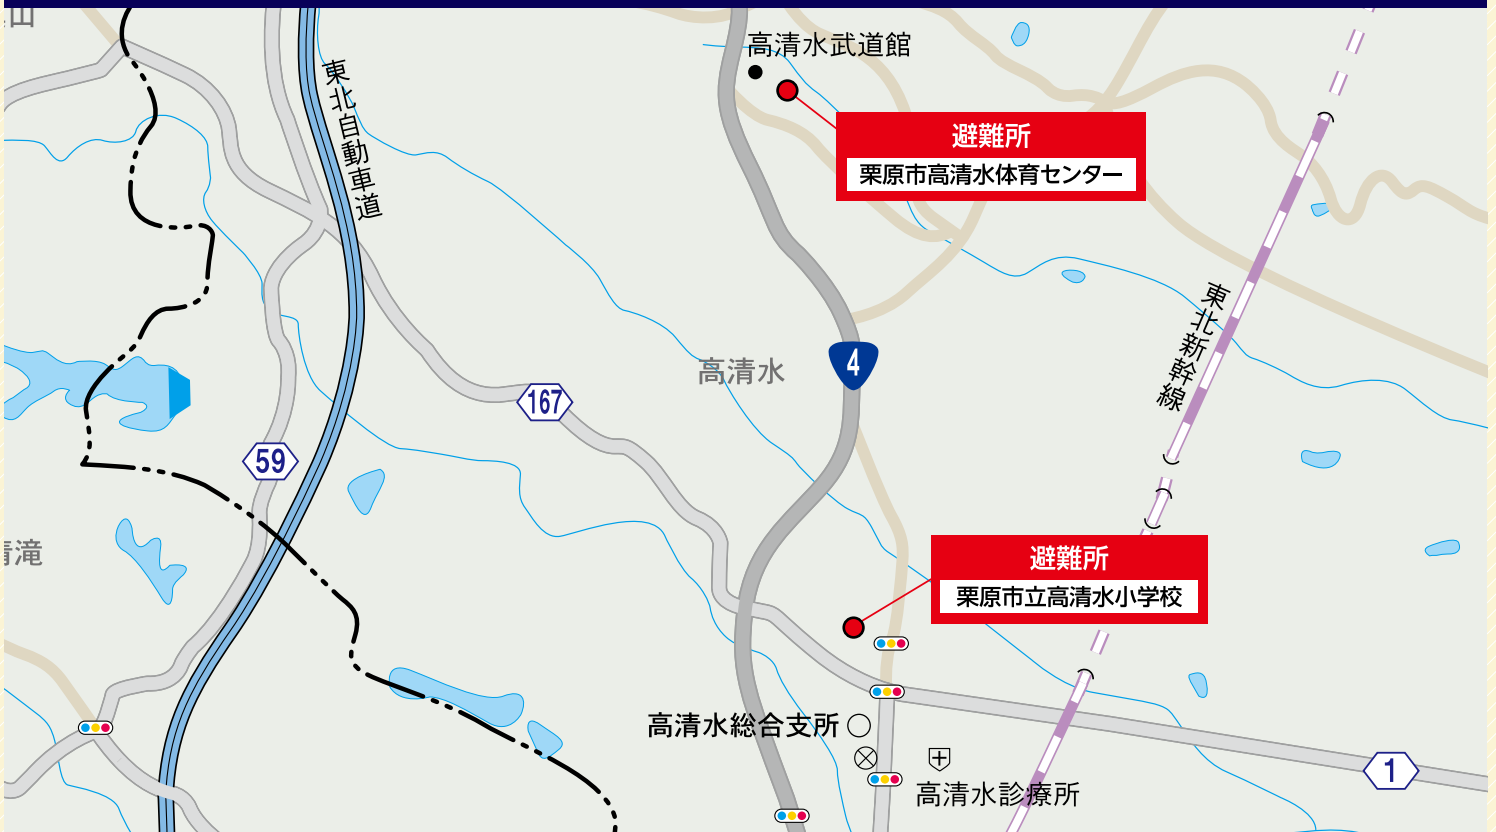 山
高清水武道館
東北自動車道
避難所
栗原市高清水体育センター
東北新幹線
高清水
4
167
59
清滝
避難所
栗原市立高清水小学校
高清水総合支所
高清水診療所
1